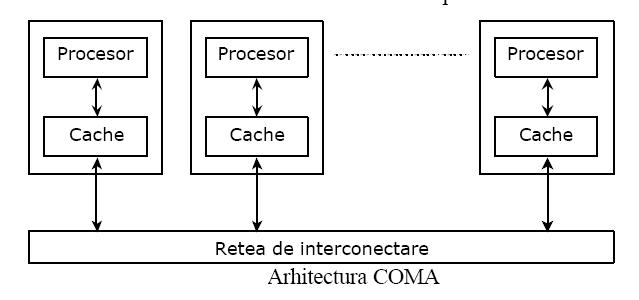 Procesor Procesor Procesor
Cache Cache Cache
Retea de interconectare
Arhitectura COMA